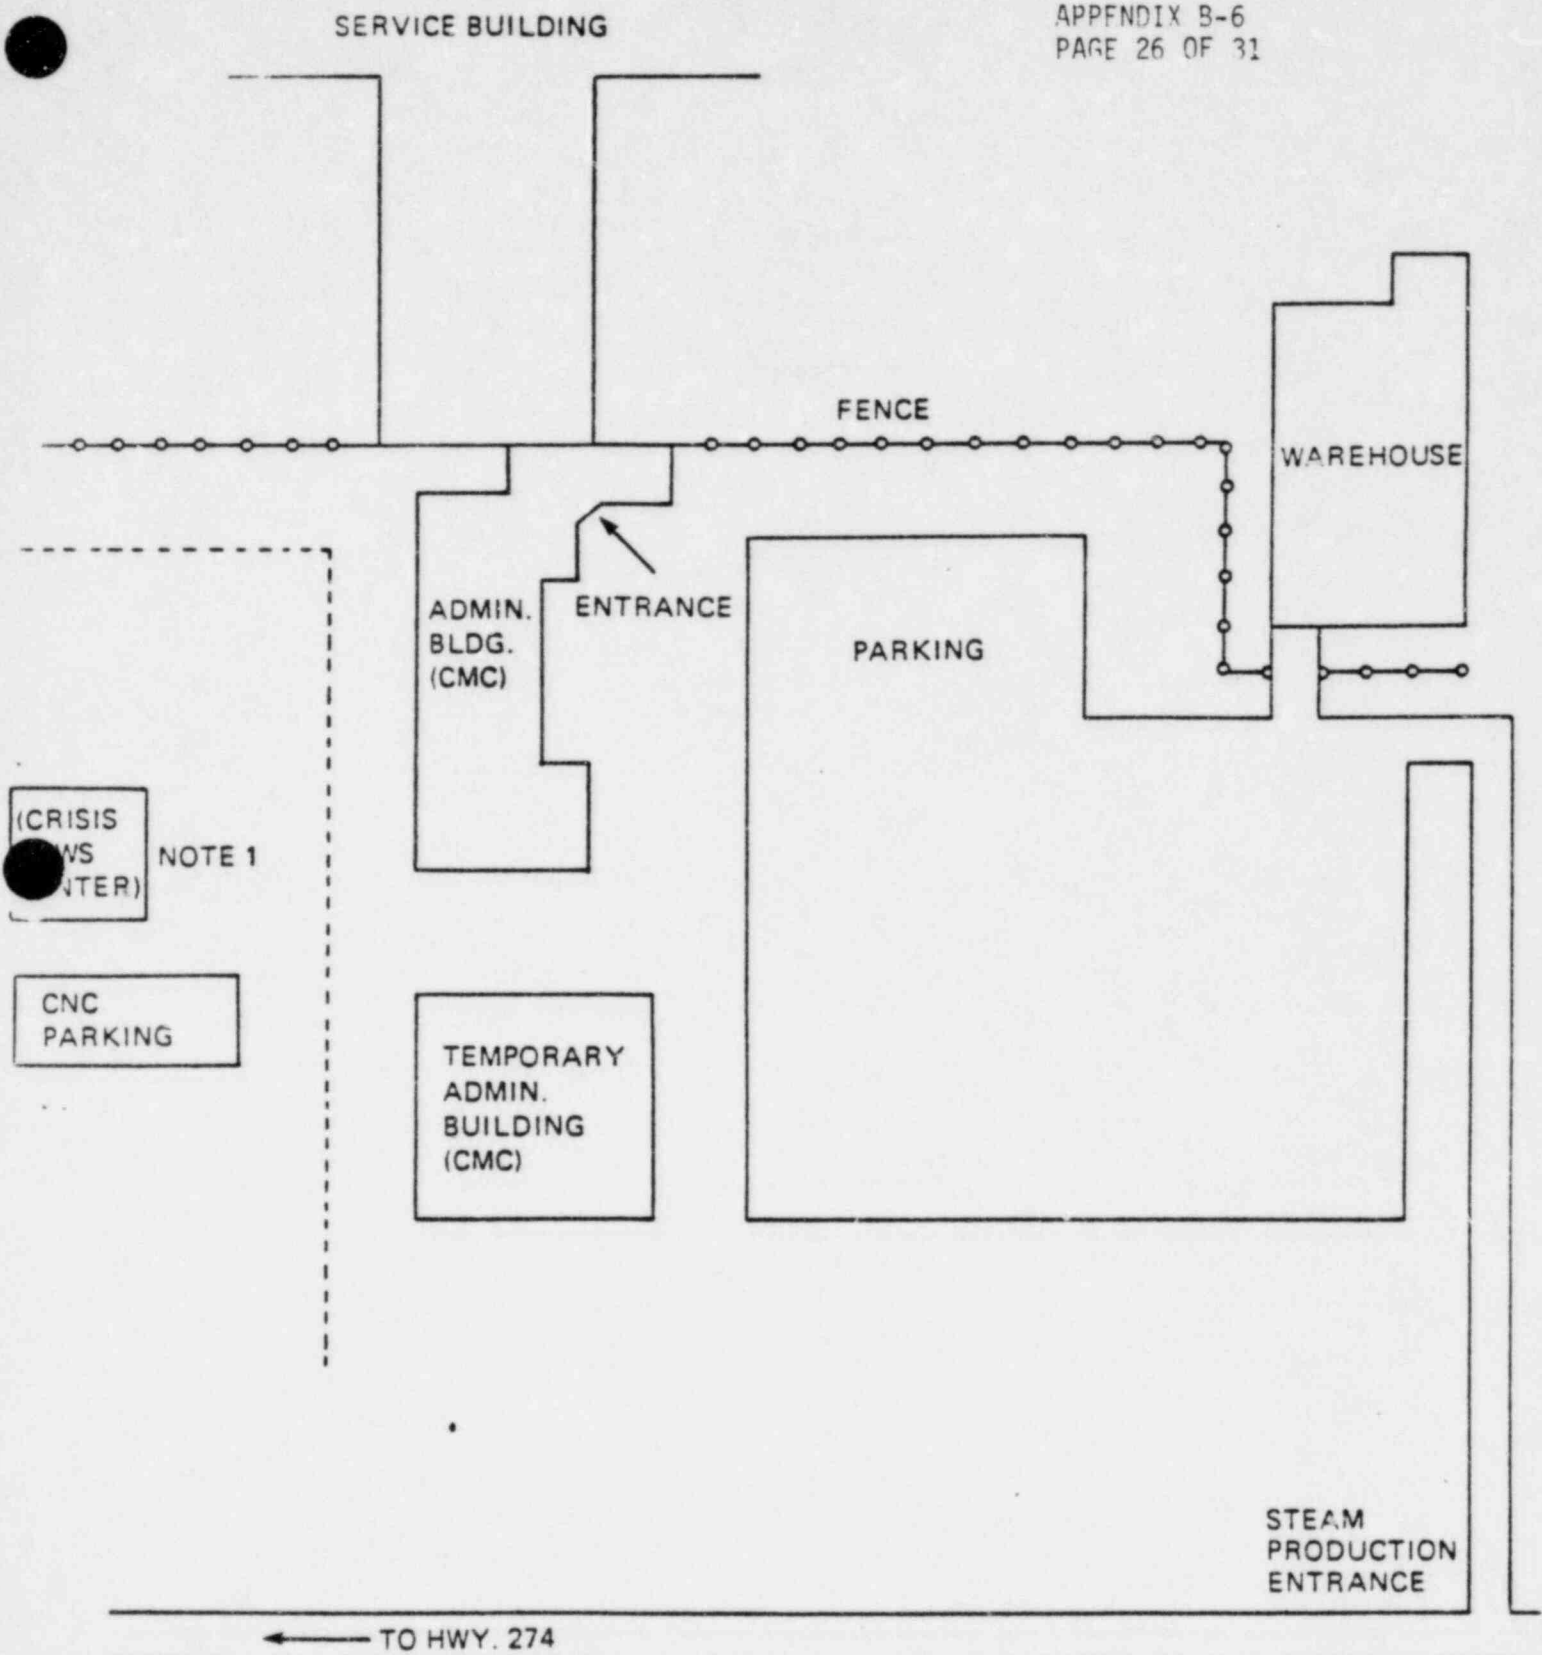 APPENDIX B-6
PAGE 26 OF 31
SERVICE BUILDING
FENCE
WAREHOUSE
ENTRANCE
ADMIN.
BLDG.
(CMC)
PARKING
(CRISIS
NOTE 1
CNC
PARKING
TEMPORARY
ADMIN.
BUILDING
(CMC)
STEAM
PRODUCTION
ENTRANCE
TO HWY. 274